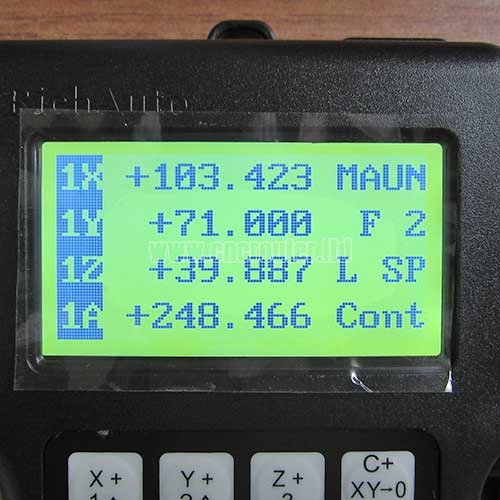 RichAuto
1X +103.423 MAUN
1Y +71.000 F 2
www.cncrouter.ltd
1Z +39.887 L SP
1A +248.466 Cont
X+ Y+ Z+ C+
XY→0